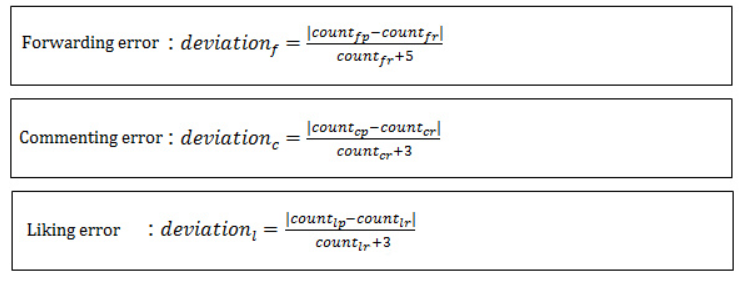 Forwarding error : deviation_f = |count_fp−count_fr| / count_fr+5
Commenting error : deviation_c = |count_cp−count_cr| / count_cr+3
Liking error : deviation_l = |count_lp−count_lr| / count_lr+3